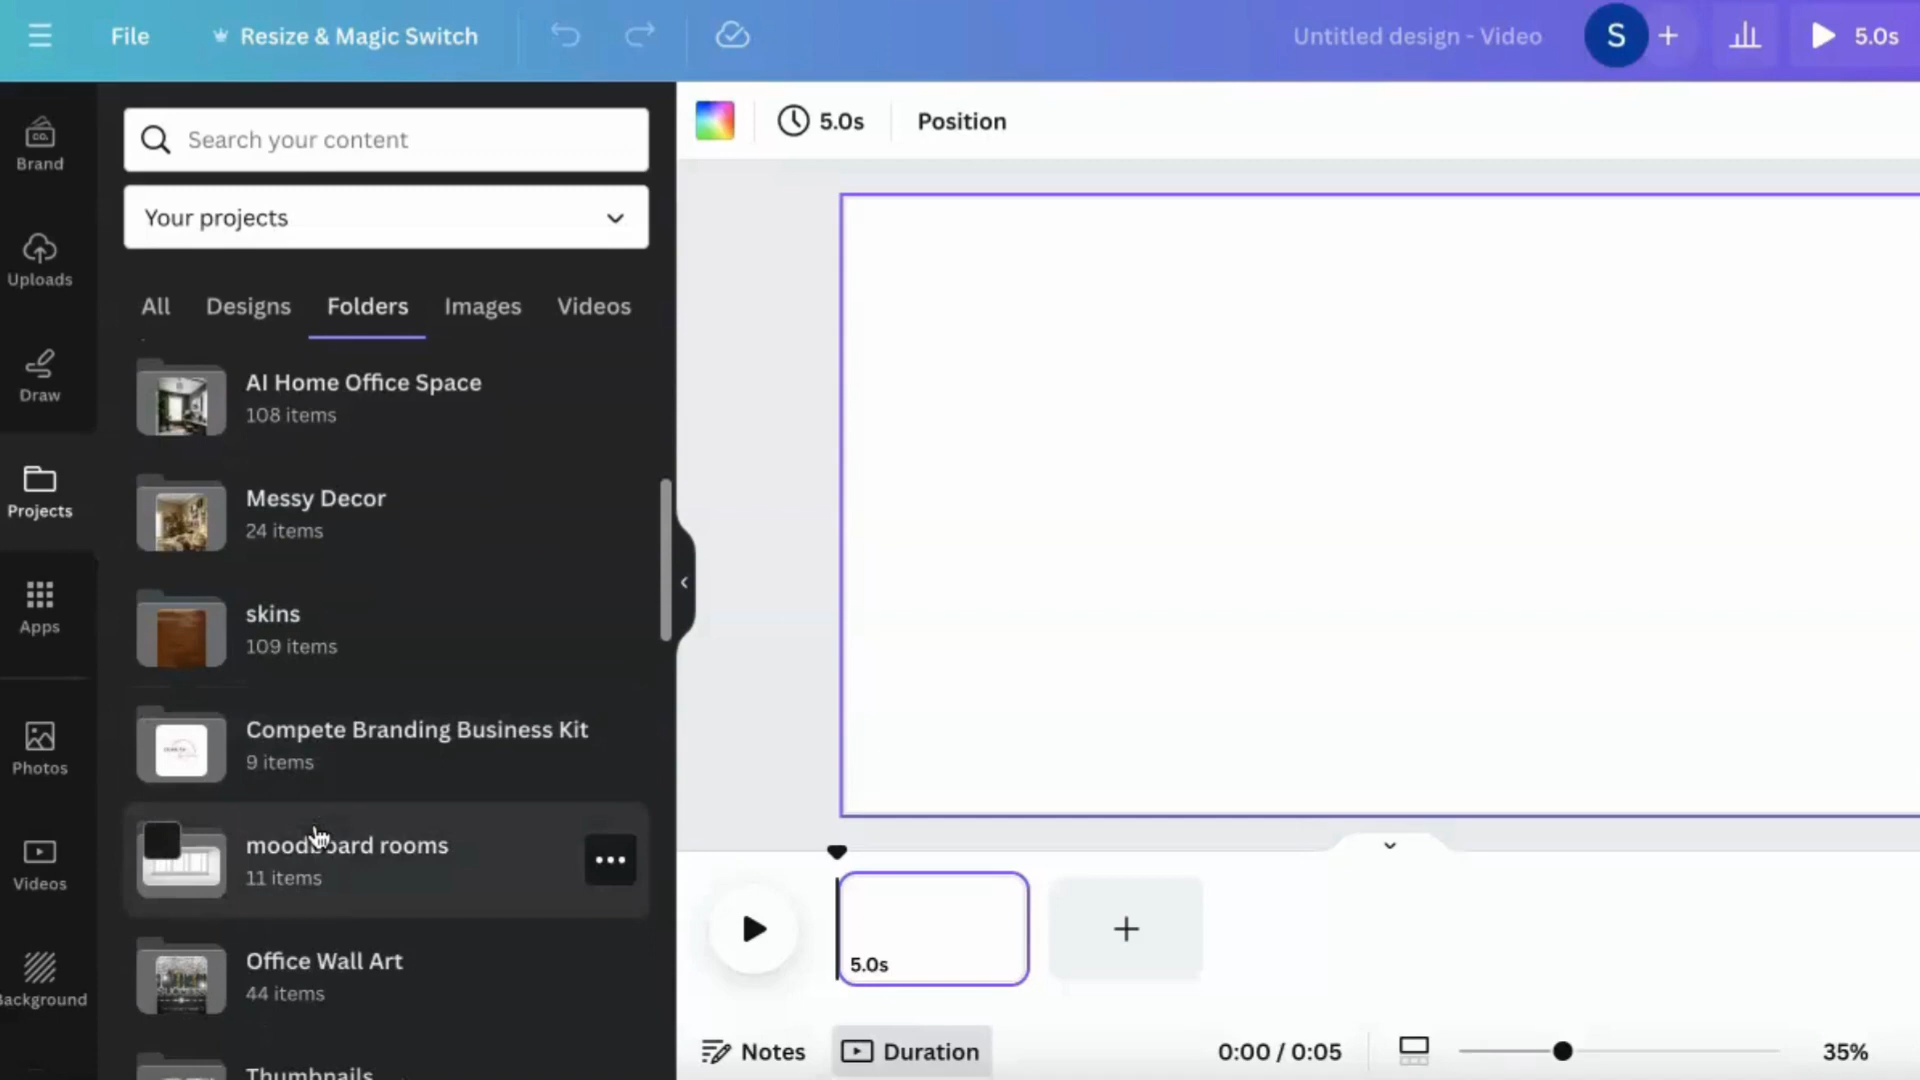 File
Resize & Magic Switch
Untitled design - Video
S
5.0s
Brand
Uploads
Draw
Projects
Apps
Photos
Videos
Background
Search your content
Your projects
All
Designs
Folders
Images
Videos
AI Home Office Space
108 items
Messy Decor
24 items
skins
109 items
Compete Branding Business Kit
9 items
moodboard rooms
11 items
Office Wall Art
44 items
Thumbnails
5.0s
Position
5.0s
Notes
Duration
0:00 / 0:05
35%